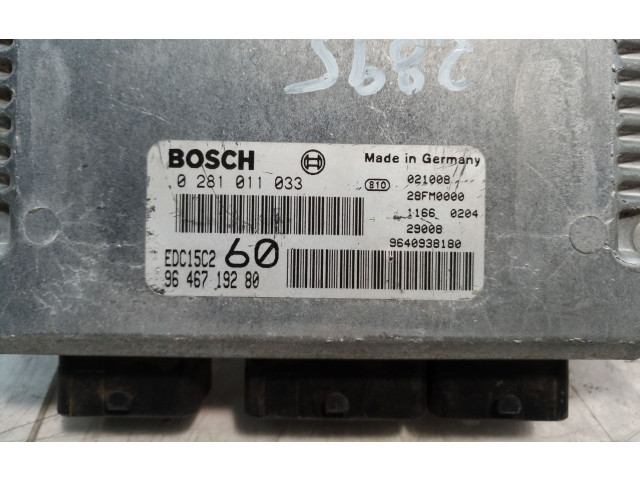 5682
BOSCH
Made in Germany
0 281 011 033
810
021008
28FM0000
1166 0204
29008
9640938180
EDC15C2 60
96 467 192 80